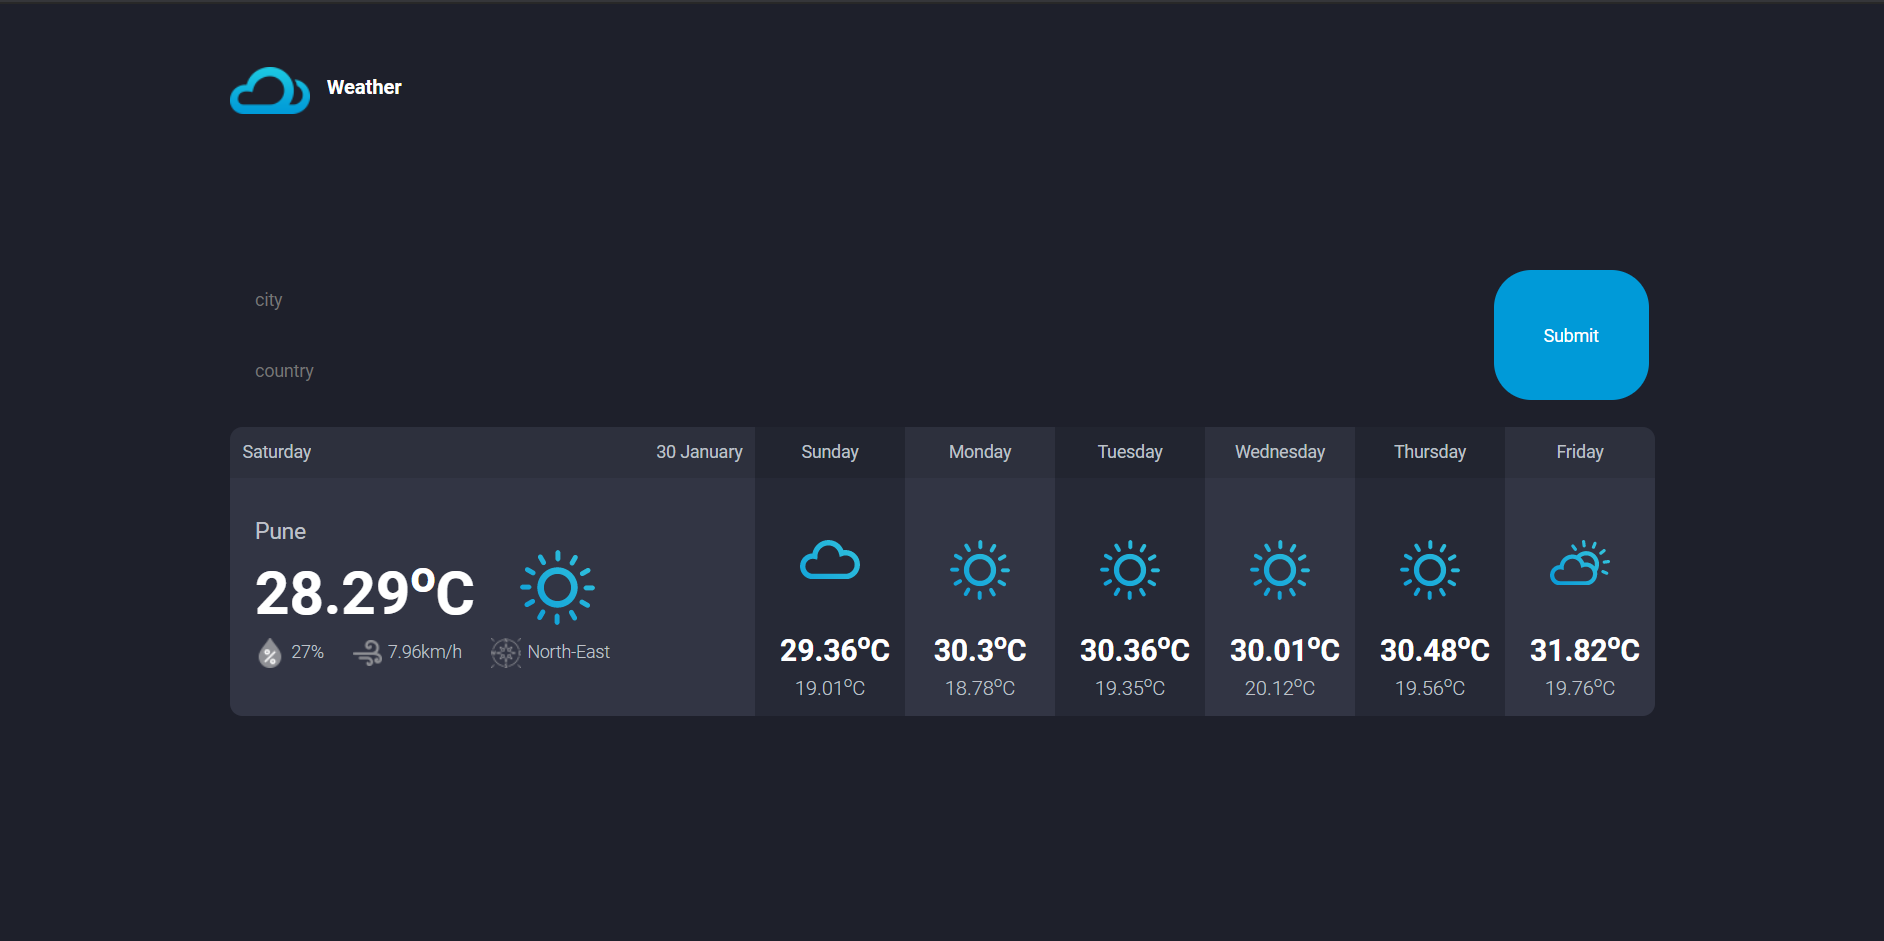 Weather
city
Submit
country
Saturday 30 January Sunday Monday Tuesday Wednesday Thursday Friday
Pune
28.29°C
27% 7.96km/h North-East
29.36°C 30.3°C 30.36°C 30.01°C 30.48°C 31.82°C
19.01°C 18.78°C 19.35°C 20.12°C 19.56°C 19.76°C